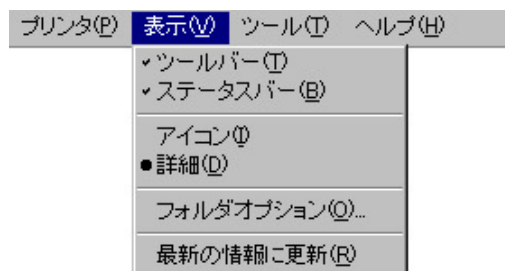 プリンタ(P) 表示(V) ツール(T) ヘルプ(H)
ツールバー(T)
ステータスバー(B)
アイコン(I)
詳細(D)
フォルダオプション(O)...
最新の情報に更新(R)